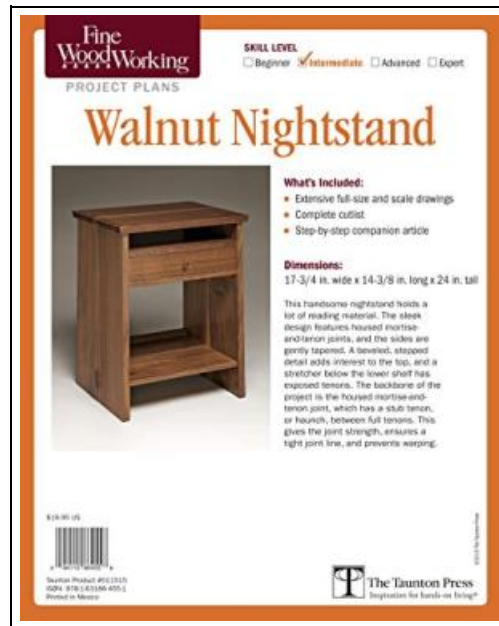 Fine
WoodWorking
PROJECT PLANS
SKILL LEVEL
Beginner Intermediate Advanced Expert
Walnut Nightstand
What's Included:
• Extensive full-size and scale drawings
• Complete cutlist
• Step-by-step companion article
Dimensions:
17-3/4 in. wide x 14-3/8 in. long x 24 in. tall
This handsome nightstand holds a
lot of reading material. The sleek
design features housed mortise-
and-tenon joints, and the sides are
gently tapered. A beveled, stepped
detail adds interest to the top, and a
stretcher below the lower shelf has
exposed tenons. The backbone of the
project is the housed mortise-and-
tenon joint, which has a stub tenon,
or haunch, between full tenons. This
gives the joint strength, ensures a
tight joint line, and prevents warping.
$19.95 US
Taunton Product
Printed in Mexico
The Taunton Press
Inspiration for hands-on living®